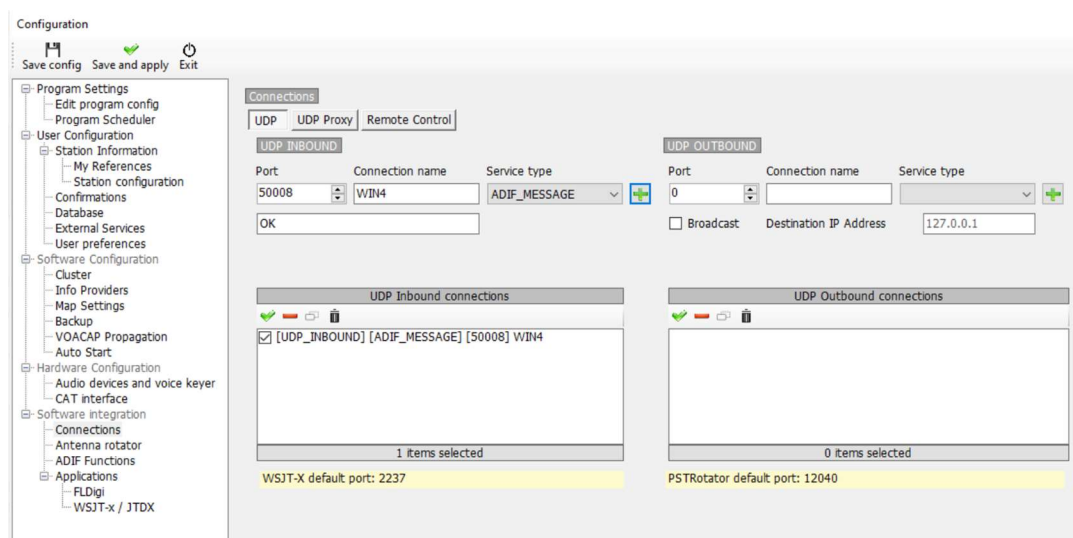 Configuration
Save config Save and apply Exit
Program Settings
Edit program config
Program Scheduler
User Configuration
Station Information
My References
Station configuration
Confirmations
Database
External Services
User preferences
Software Configuration
Cluster
Info Providers
Map Settings
Backup
VOACAP Propagation
Auto Start
Hardware Configuration
Audio devices and voice keyer
CAT interface
Software integration
Connections
Antenna rotator
ADIF Functions
Applications
FLDigi
WSJT-x / JTDX
Connections
UDP UDP Proxy Remote Control
UDP INBOUND
Port Connection name Service type
50008 WIN4 ADIF_MESSAGE
OK
UDP Inbound connections
[UDP_INBOUND] [ADIF_MESSAGE] [50008] WIN4
1 items selected
WSJT-X default port: 2237
UDP OUTBOUND
Port Connection name Service type
0
Broadcast Destination IP Address 127.0.0.1
UDP Outbound connections
0 items selected
PSTRotator default port: 12040